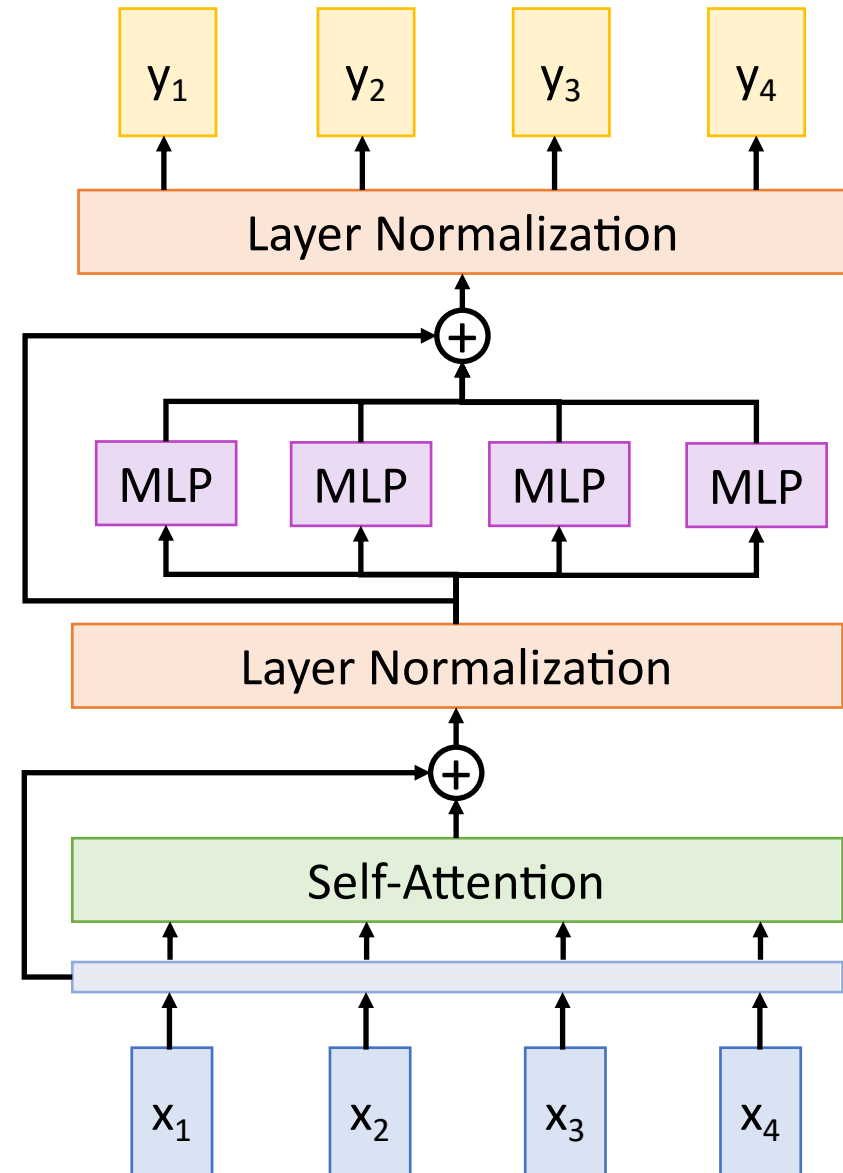 y₁ y₂ y₃ y₄
Layer Normalization
+
MLP MLP MLP MLP
Layer Normalization
+
Self-Attention
x₁ x₂ x₃ x₄